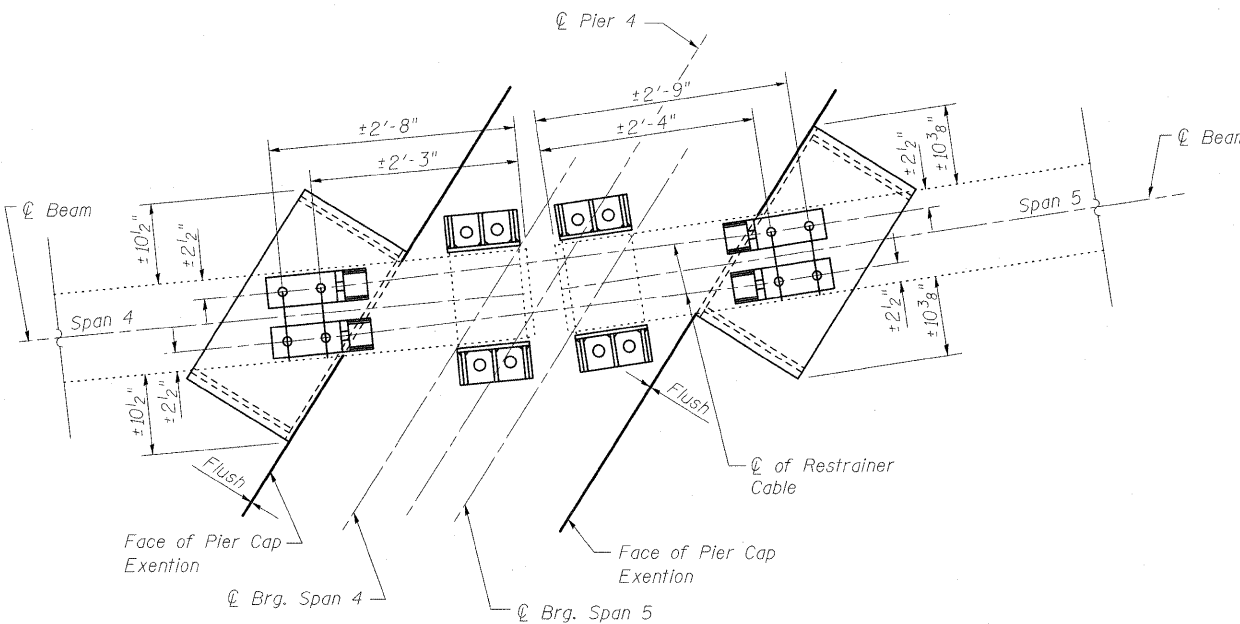 ℄ Pier 4
±2'-9"
±2'-8"
±2'-4"
±2'-3"
±2½"
±10⅜"
℄ Beam
℄ Bear
Span 5
±10½"
±2½"
Span 4
±2½"
±10⅜"
±10½"
±2½"
Flush
Flush
℄ of Restrainer
Cable
Face of Pier Cap
Exention
Face of Pier Cap
Exention
℄ Brg. Span 4
℄ Brg. Span 5